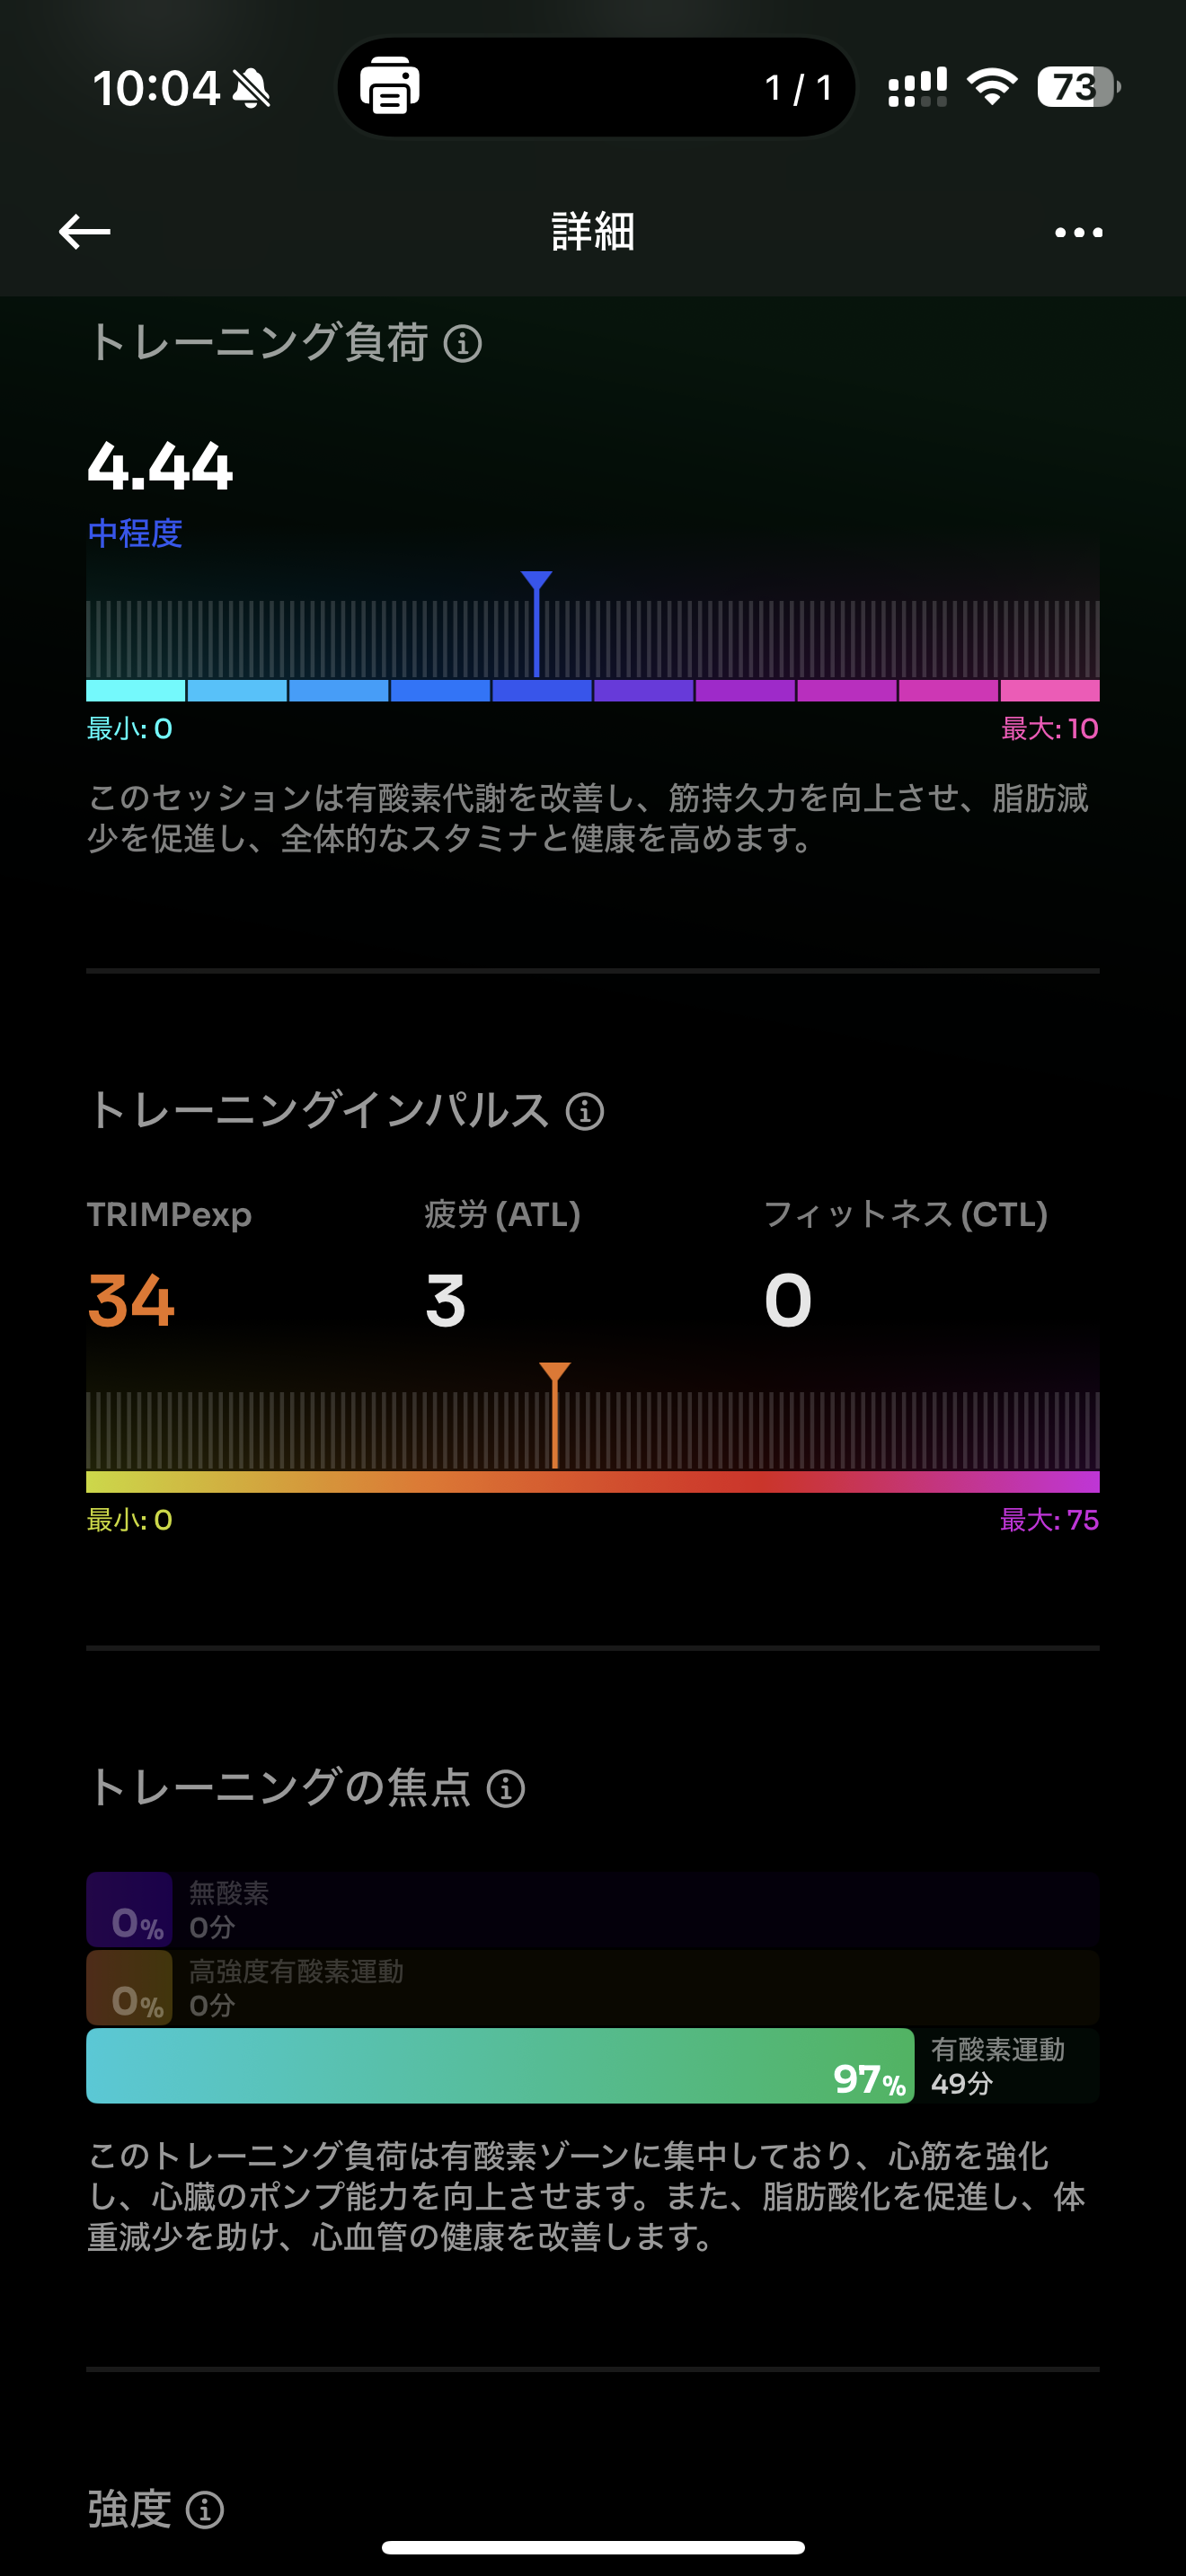 10:04
1 / 1
73
詳細
トレーニング負荷
4.44
中程度
最小: 0
最大: 10
このセッションは有酸素代謝を改善し、筋持久力を向上させ、脂肪減
少を促進し、全体的なスタミナと健康を高めます。
トレーニングインパルス
TRIMPexp
疲労 (ATL)
フィットネス (CTL)
34
3
0
最小: 0
最大: 75
トレーニングの焦点
0%
無酸素
0分
0%
高強度有酸素運動
0分
97%
有酸素運動
49分
このトレーニング負荷は有酸素ゾーンに集中しており、心筋を強化
し、心臓のポンプ能力を向上させます。また、脂肪酸化を促進し、体
重減少を助け、心血管の健康を改善します。
強度